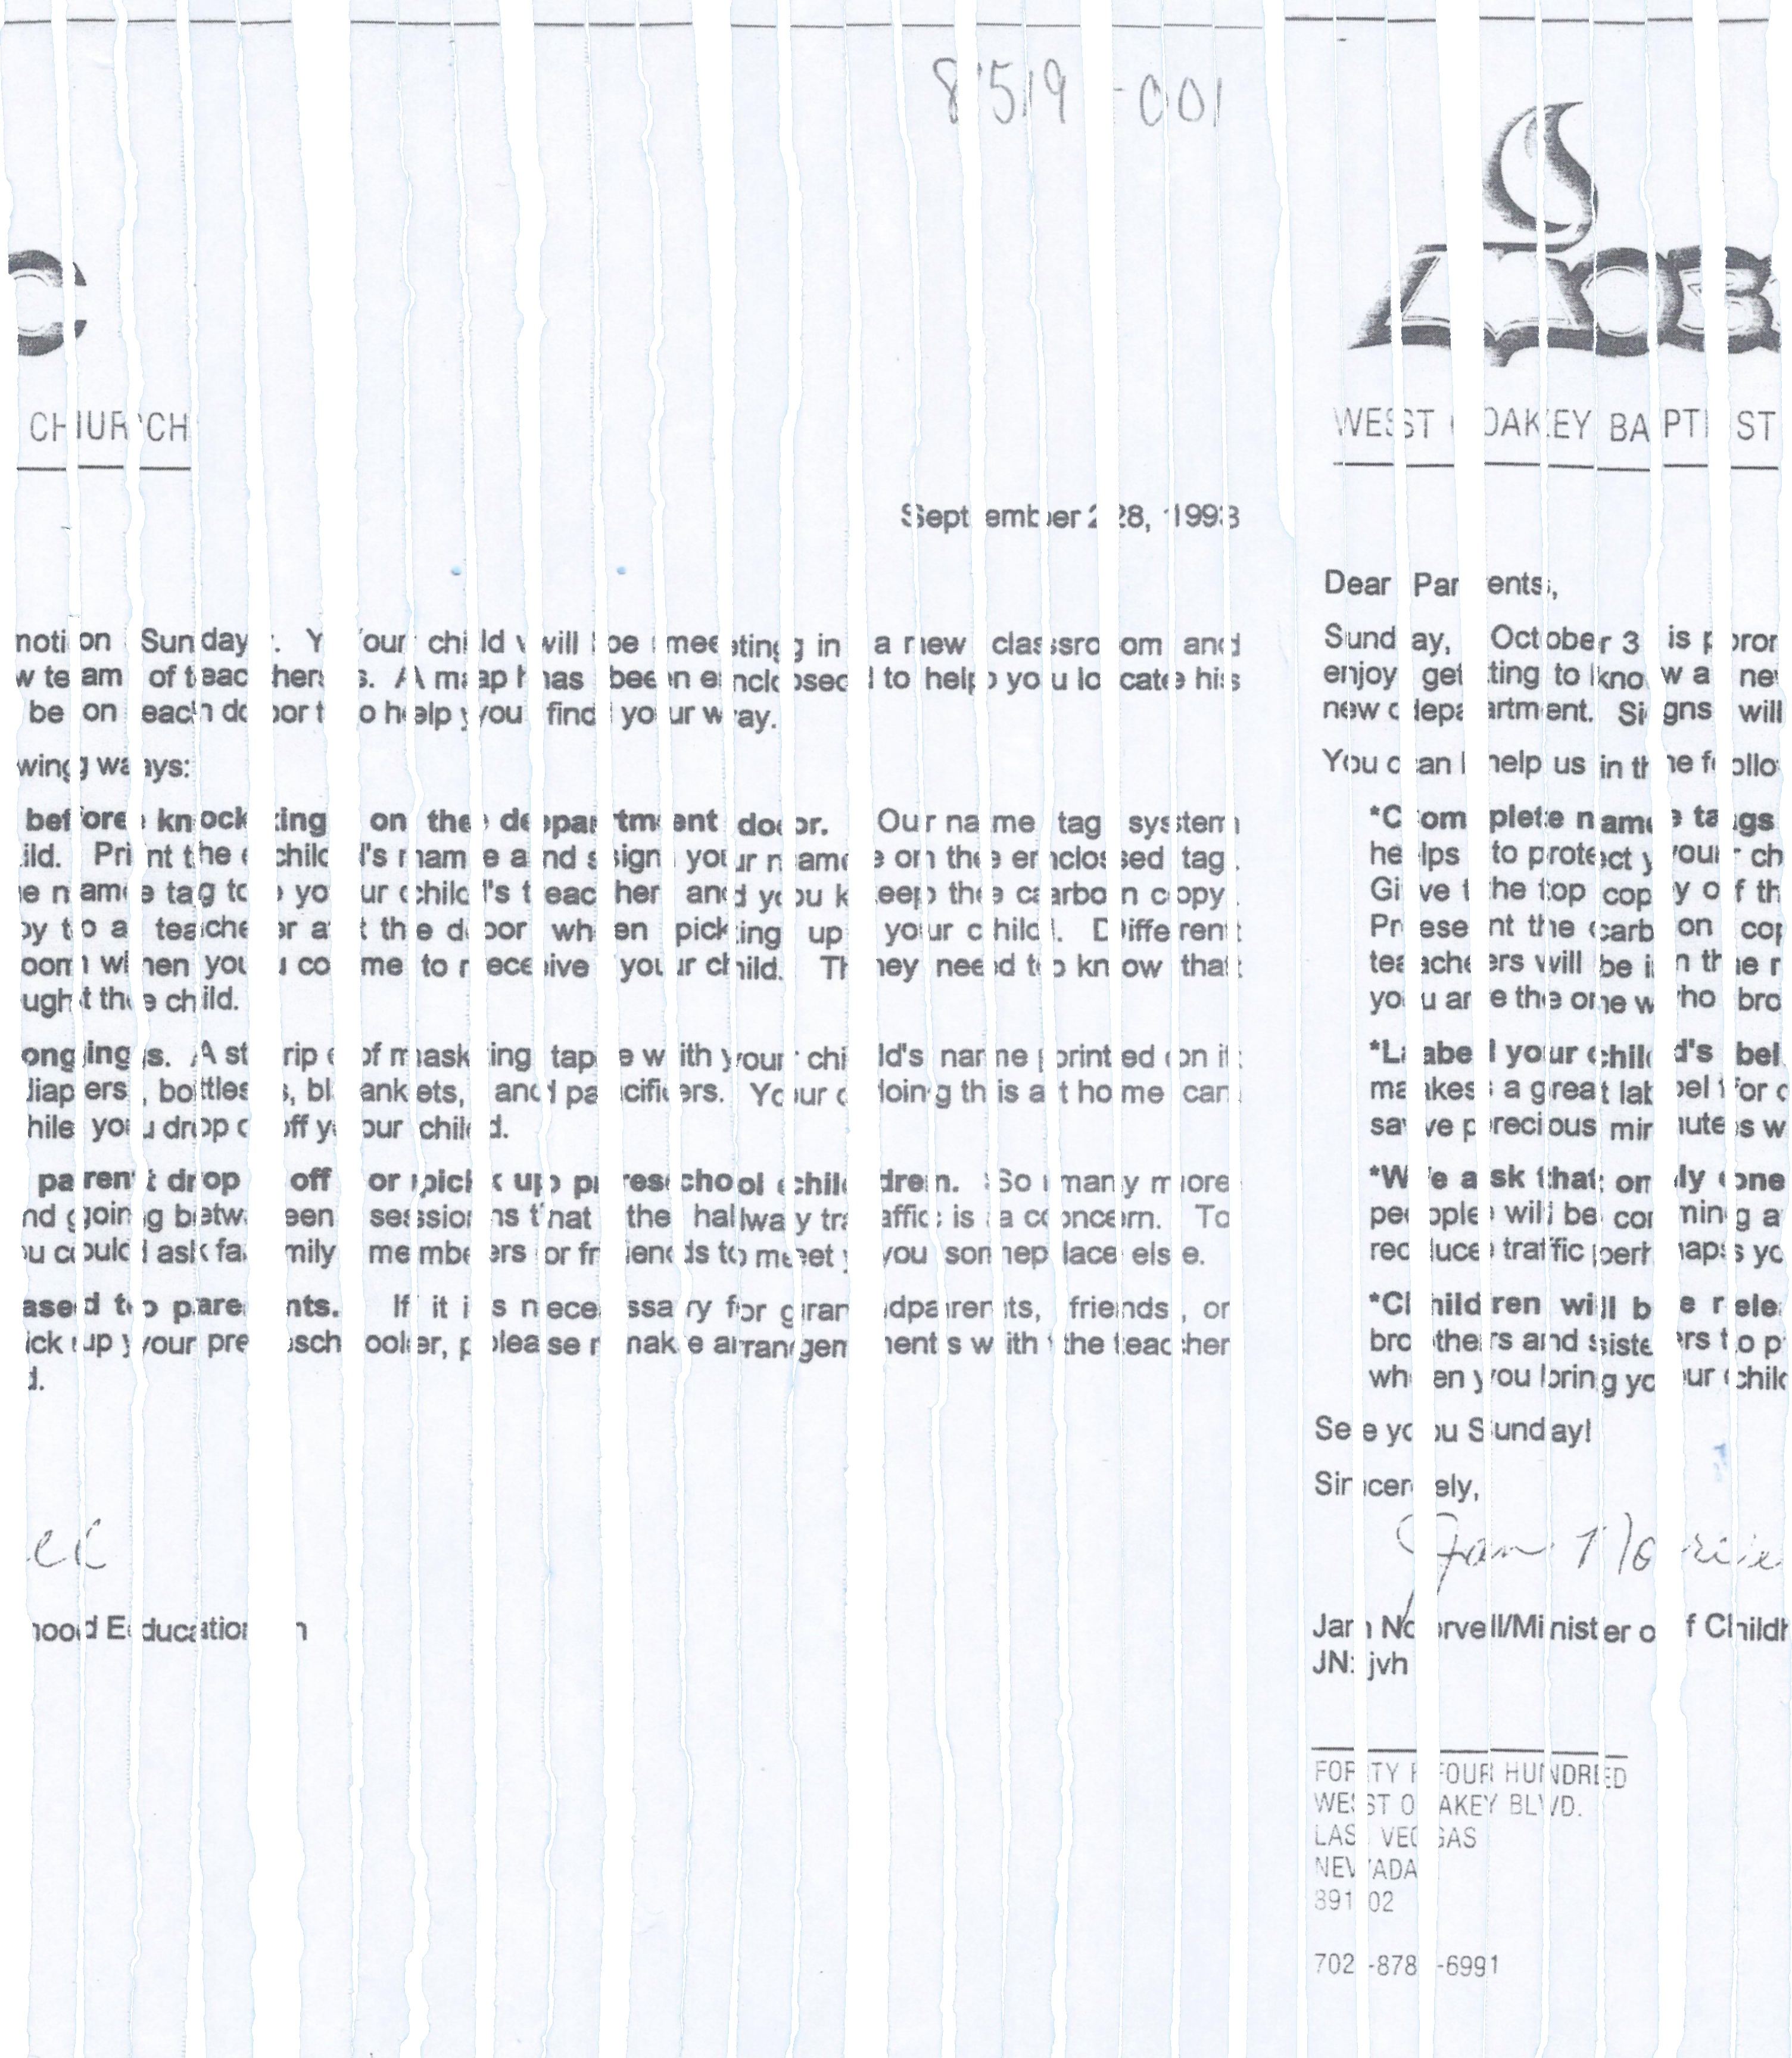 8519-001
WOBC
WEST OAKEY BAPTIST CHURCH
September 28, 1993
Dear Parents,
Sunday, October 3 is promotion Sunday. Your child will be meeting in a new classroom and
enjoy getting to know a new team of teachers. A map has been enclosed to help you locate his
new department. Signs will be on each door to help you find your way.
You can help us in the following ways:
*Complete name tags before knocking on the department door. Our name tag system
helps to protect your child. Print the child's name and sign your name on the enclosed tag.
Give the top copy of the name tag to your child's teacher and you keep the carbon copy.
Present the carbon copy to a teacher at the door when picking up your child. Different
teachers will be in the room when you come to receive your child. They need to know that
you are the one who brought the child.
*Label your child's belongings. A strip of masking tape with your child's name printed on it
makes a great label for diapers, bottles, blankets, and pacifiers. Your doing this at home can
save precious minutes while you drop off your child.
*We ask that only one parent drop off or pick up preschool children. So many more
people will be coming and going between sessions that the hallway traffic is a concern. To
reduce traffic perhaps you could ask family members or friends to meet you someplace else.
*Children will be released to parents. If it is necessary for grandparents, friends, or
brothers and sisters to pick up your preschooler, please make arrangements with the teacher
when you bring your child.
See you Sunday!
Sincerely,
Jan Norvell
Jan Norvell/Minister of Childhood Education
JN:jvh
FORTY FOUR HUNDRED
WEST OAKEY BLVD.
LAS VEGAS
NEVADA
89102
702-878-6991